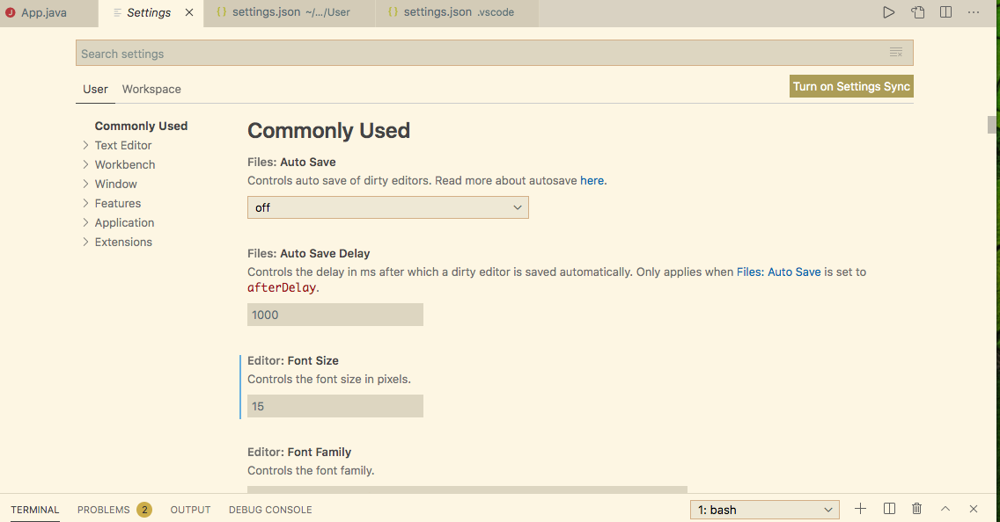 App.java Settings settings.json ~/.../User settings.json .vscode
Search settings
User Workspace Turn on Settings Sync
Commonly Used
Text Editor
Workbench
Window
Features
Application
Extensions
Commonly Used
Files: Auto Save
Controls auto save of dirty editors. Read more about autosave here.
off
Files: Auto Save Delay
Controls the delay in ms after which a dirty editor is saved automatically. Only applies when Files: Auto Save is set to
afterDelay.
1000
Editor: Font Size
Controls the font size in pixels.
15
Editor: Font Family
Controls the font family.
TERMINAL PROBLEMS 2 OUTPUT DEBUG CONSOLE 1: bash